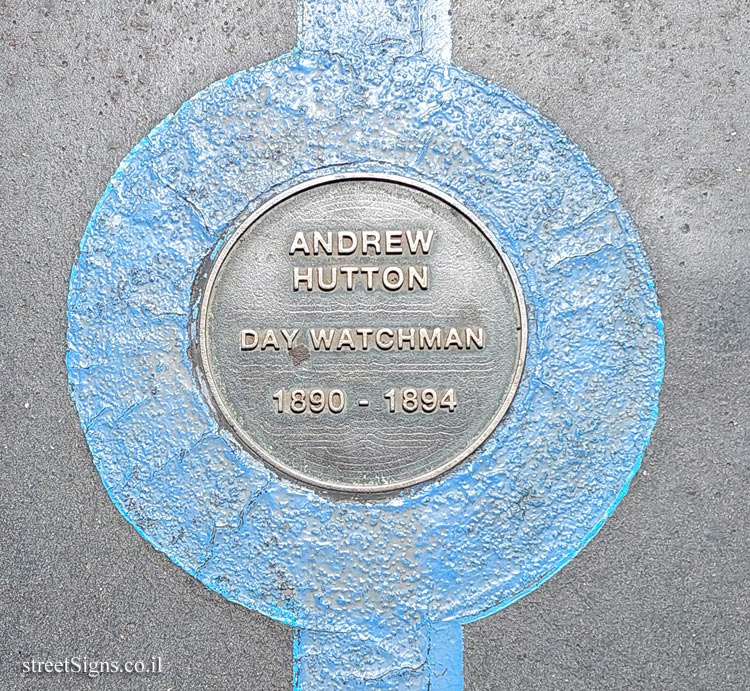 ANDREW
HUTTON
DAY WATCHMAN
1890 - 1894
streetSigns.co.il